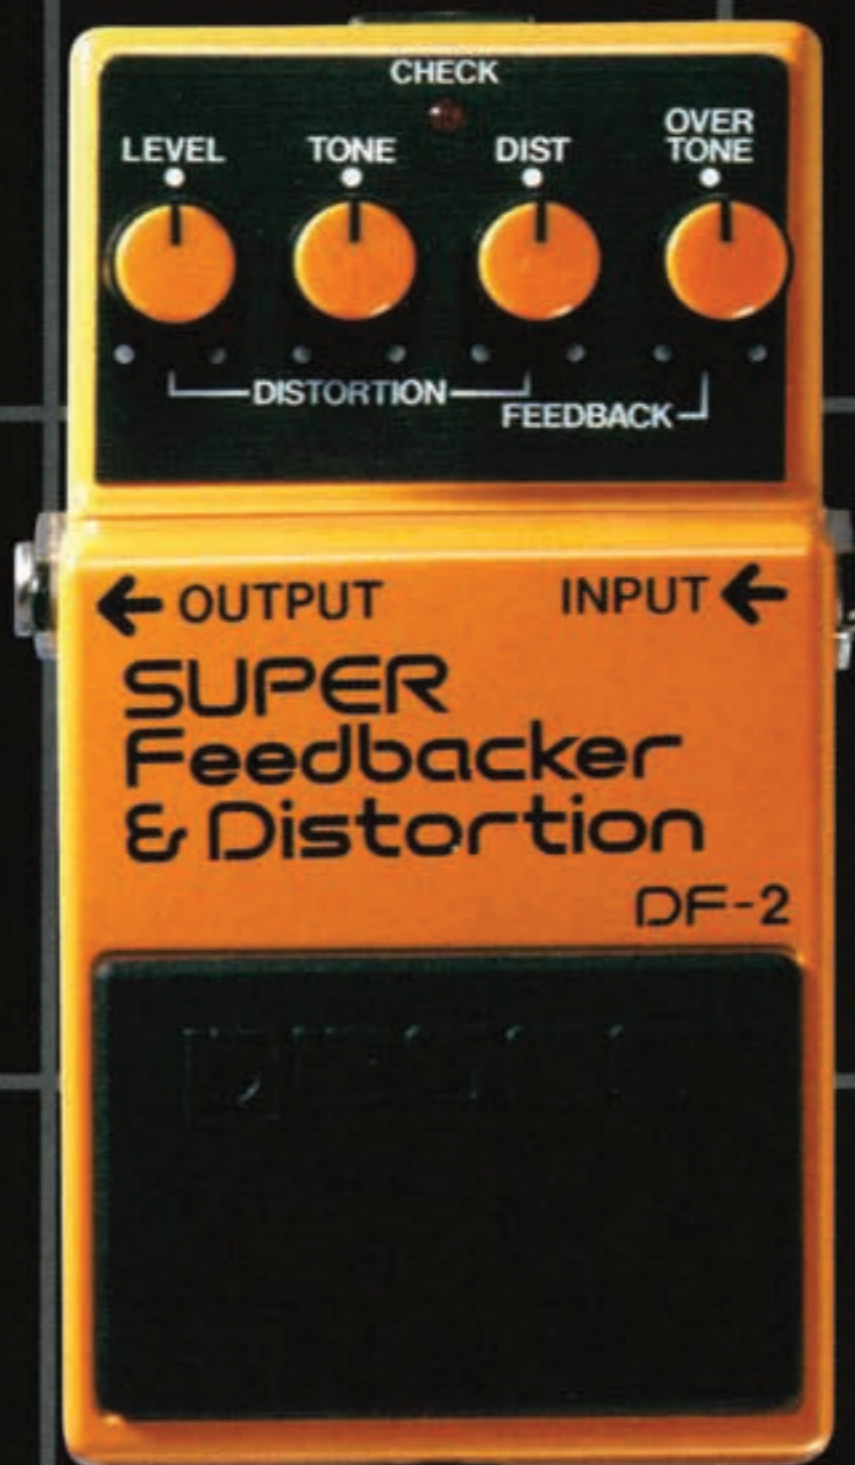 CHECK
LEVEL TONE DIST OVER TONE
DISTORTION
FEEDBACK
OUTPUT INPUT
SUPER
Feedbacker
& Distortion
DF-2